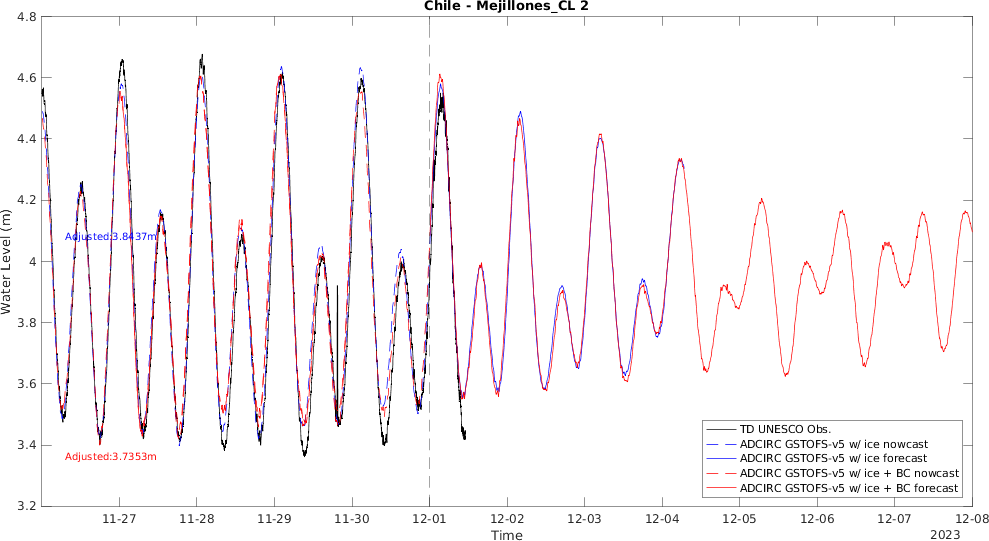 Chile - Mejillones_CL 2
4.8
4.6
4.4
4.2
4
3.8
3.6
3.4
3.2
Water Level (m)
Adjusted:3.8437m
Adjusted:3.7353m
TD UNESCO Obs.
ADCIRC GSTOFS-v5 w/ ice nowcast
ADCIRC GSTOFS-v5 w/ ice forecast
ADCIRC GSTOFS-v5 w/ ice + BC nowcast
ADCIRC GSTOFS-v5 w/ ice + BC forecast
11-27 11-28 11-29 11-30 12-01 12-02 12-03 12-04 12-05 12-06 12-07 12-08
Time
2023